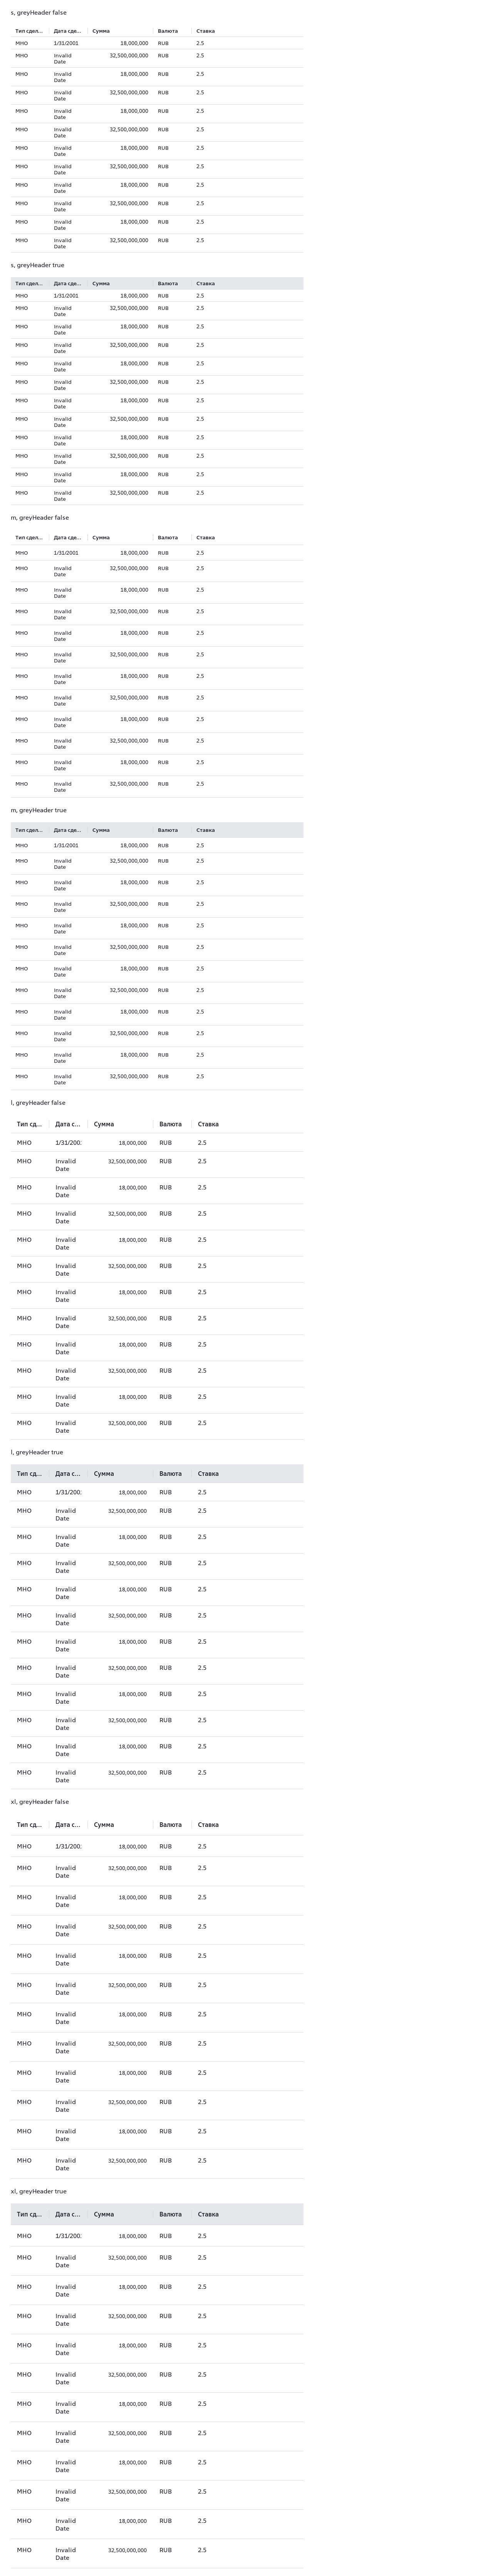 s, greyHeader false
Тип сдел... Дата сде... Сумма Валюта Ставка
МНО 1/31/2001 18,000,000 RUB 2.5
МНО Invalid 32,500,000,000 RUB 2.5
Date
МНО Invalid 18,000,000 RUB 2.5
Date
МНО Invalid 32,500,000,000 RUB 2.5
Date
МНО Invalid 18,000,000 RUB 2.5
Date
МНО Invalid 32,500,000,000 RUB 2.5
Date
МНО Invalid 18,000,000 RUB 2.5
Date
МНО Invalid 32,500,000,000 RUB 2.5
Date
МНО Invalid 18,000,000 RUB 2.5
Date
МНО Invalid 32,500,000,000 RUB 2.5
Date
МНО Invalid 18,000,000 RUB 2.5
Date
МНО Invalid 32,500,000,000 RUB 2.5
Date
s, greyHeader true
Тип сдел... Дата сде... Сумма Валюта Ставка
МНО 1/31/2001 18,000,000 RUB 2.5
МНО Invalid 32,500,000,000 RUB 2.5
Date
МНО Invalid 18,000,000 RUB 2.5
Date
МНО Invalid 32,500,000,000 RUB 2.5
Date
МНО Invalid 18,000,000 RUB 2.5
Date
МНО Invalid 32,500,000,000 RUB 2.5
Date
МНО Invalid 18,000,000 RUB 2.5
Date
МНО Invalid 32,500,000,000 RUB 2.5
Date
МНО Invalid 18,000,000 RUB 2.5
Date
МНО Invalid 32,500,000,000 RUB 2.5
Date
МНО Invalid 18,000,000 RUB 2.5
Date
МНО Invalid 32,500,000,000 RUB 2.5
Date
m, greyHeader false
Тип сдел... Дата сде... Сумма Валюта Ставка
МНО 1/31/2001 18,000,000 RUB 2.5
МНО Invalid 32,500,000,000 RUB 2.5
Date
МНО Invalid 18,000,000 RUB 2.5
Date
МНО Invalid 32,500,000,000 RUB 2.5
Date
МНО Invalid 18,000,000 RUB 2.5
Date
МНО Invalid 32,500,000,000 RUB 2.5
Date
МНО Invalid 18,000,000 RUB 2.5
Date
МНО Invalid 32,500,000,000 RUB 2.5
Date
МНО Invalid 18,000,000 RUB 2.5
Date
МНО Invalid 32,500,000,000 RUB 2.5
Date
МНО Invalid 18,000,000 RUB 2.5
Date
МНО Invalid 32,500,000,000 RUB 2.5
Date
m, greyHeader true
Тип сдел... Дата сде... Сумма Валюта Ставка
МНО 1/31/2001 18,000,000 RUB 2.5
МНО Invalid 32,500,000,000 RUB 2.5
Date
МНО Invalid 18,000,000 RUB 2.5
Date
МНО Invalid 32,500,000,000 RUB 2.5
Date
МНО Invalid 18,000,000 RUB 2.5
Date
МНО Invalid 32,500,000,000 RUB 2.5
Date
МНО Invalid 18,000,000 RUB 2.5
Date
МНО Invalid 32,500,000,000 RUB 2.5
Date
МНО Invalid 18,000,000 RUB 2.5
Date
МНО Invalid 32,500,000,000 RUB 2.5
Date
МНО Invalid 18,000,000 RUB 2.5
Date
МНО Invalid 32,500,000,000 RUB 2.5
Date
l, greyHeader false
Тип сд... Дата с... Сумма Валюта Ставка
МНО 1/31/200 18,000,000 RUB 2.5
МНО Invalid 32,500,000,000 RUB 2.5
Date
МНО Invalid 18,000,000 RUB 2.5
Date
МНО Invalid 32,500,000,000 RUB 2.5
Date
МНО Invalid 18,000,000 RUB 2.5
Date
МНО Invalid 32,500,000,000 RUB 2.5
Date
МНО Invalid 18,000,000 RUB 2.5
Date
МНО Invalid 32,500,000,000 RUB 2.5
Date
МНО Invalid 18,000,000 RUB 2.5
Date
МНО Invalid 32,500,000,000 RUB 2.5
Date
МНО Invalid 18,000,000 RUB 2.5
Date
МНО Invalid 32,500,000,000 RUB 2.5
Date
l, greyHeader true
Тип сд... Дата с... Сумма Валюта Ставка
МНО 1/31/200 18,000,000 RUB 2.5
МНО Invalid 32,500,000,000 RUB 2.5
Date
МНО Invalid 18,000,000 RUB 2.5
Date
МНО Invalid 32,500,000,000 RUB 2.5
Date
МНО Invalid 18,000,000 RUB 2.5
Date
МНО Invalid 32,500,000,000 RUB 2.5
Date
МНО Invalid 18,000,000 RUB 2.5
Date
МНО Invalid 32,500,000,000 RUB 2.5
Date
МНО Invalid 18,000,000 RUB 2.5
Date
МНО Invalid 32,500,000,000 RUB 2.5
Date
МНО Invalid 18,000,000 RUB 2.5
Date
МНО Invalid 32,500,000,000 RUB 2.5
Date
xl, greyHeader false
Тип сд... Дата с... Сумма Валюта Ставка
МНО 1/31/200 18,000,000 RUB 2.5
МНО Invalid 32,500,000,000 RUB 2.5
Date
МНО Invalid 18,000,000 RUB 2.5
Date
МНО Invalid 32,500,000,000 RUB 2.5
Date
МНО Invalid 18,000,000 RUB 2.5
Date
МНО Invalid 32,500,000,000 RUB 2.5
Date
МНО Invalid 18,000,000 RUB 2.5
Date
МНО Invalid 32,500,000,000 RUB 2.5
Date
МНО Invalid 18,000,000 RUB 2.5
Date
МНО Invalid 32,500,000,000 RUB 2.5
Date
МНО Invalid 18,000,000 RUB 2.5
Date
МНО Invalid 32,500,000,000 RUB 2.5
Date
xl, greyHeader true
Тип сд... Дата с... Сумма Валюта Ставка
МНО 1/31/200 18,000,000 RUB 2.5
МНО Invalid 32,500,000,000 RUB 2.5
Date
МНО Invalid 18,000,000 RUB 2.5
Date
МНО Invalid 32,500,000,000 RUB 2.5
Date
МНО Invalid 18,000,000 RUB 2.5
Date
МНО Invalid 32,500,000,000 RUB 2.5
Date
МНО Invalid 18,000,000 RUB 2.5
Date
МНО Invalid 32,500,000,000 RUB 2.5
Date
МНО Invalid 18,000,000 RUB 2.5
Date
МНО Invalid 32,500,000,000 RUB 2.5
Date
МНО Invalid 18,000,000 RUB 2.5
Date
МНО Invalid 32,500,000,000 RUB 2.5
Date